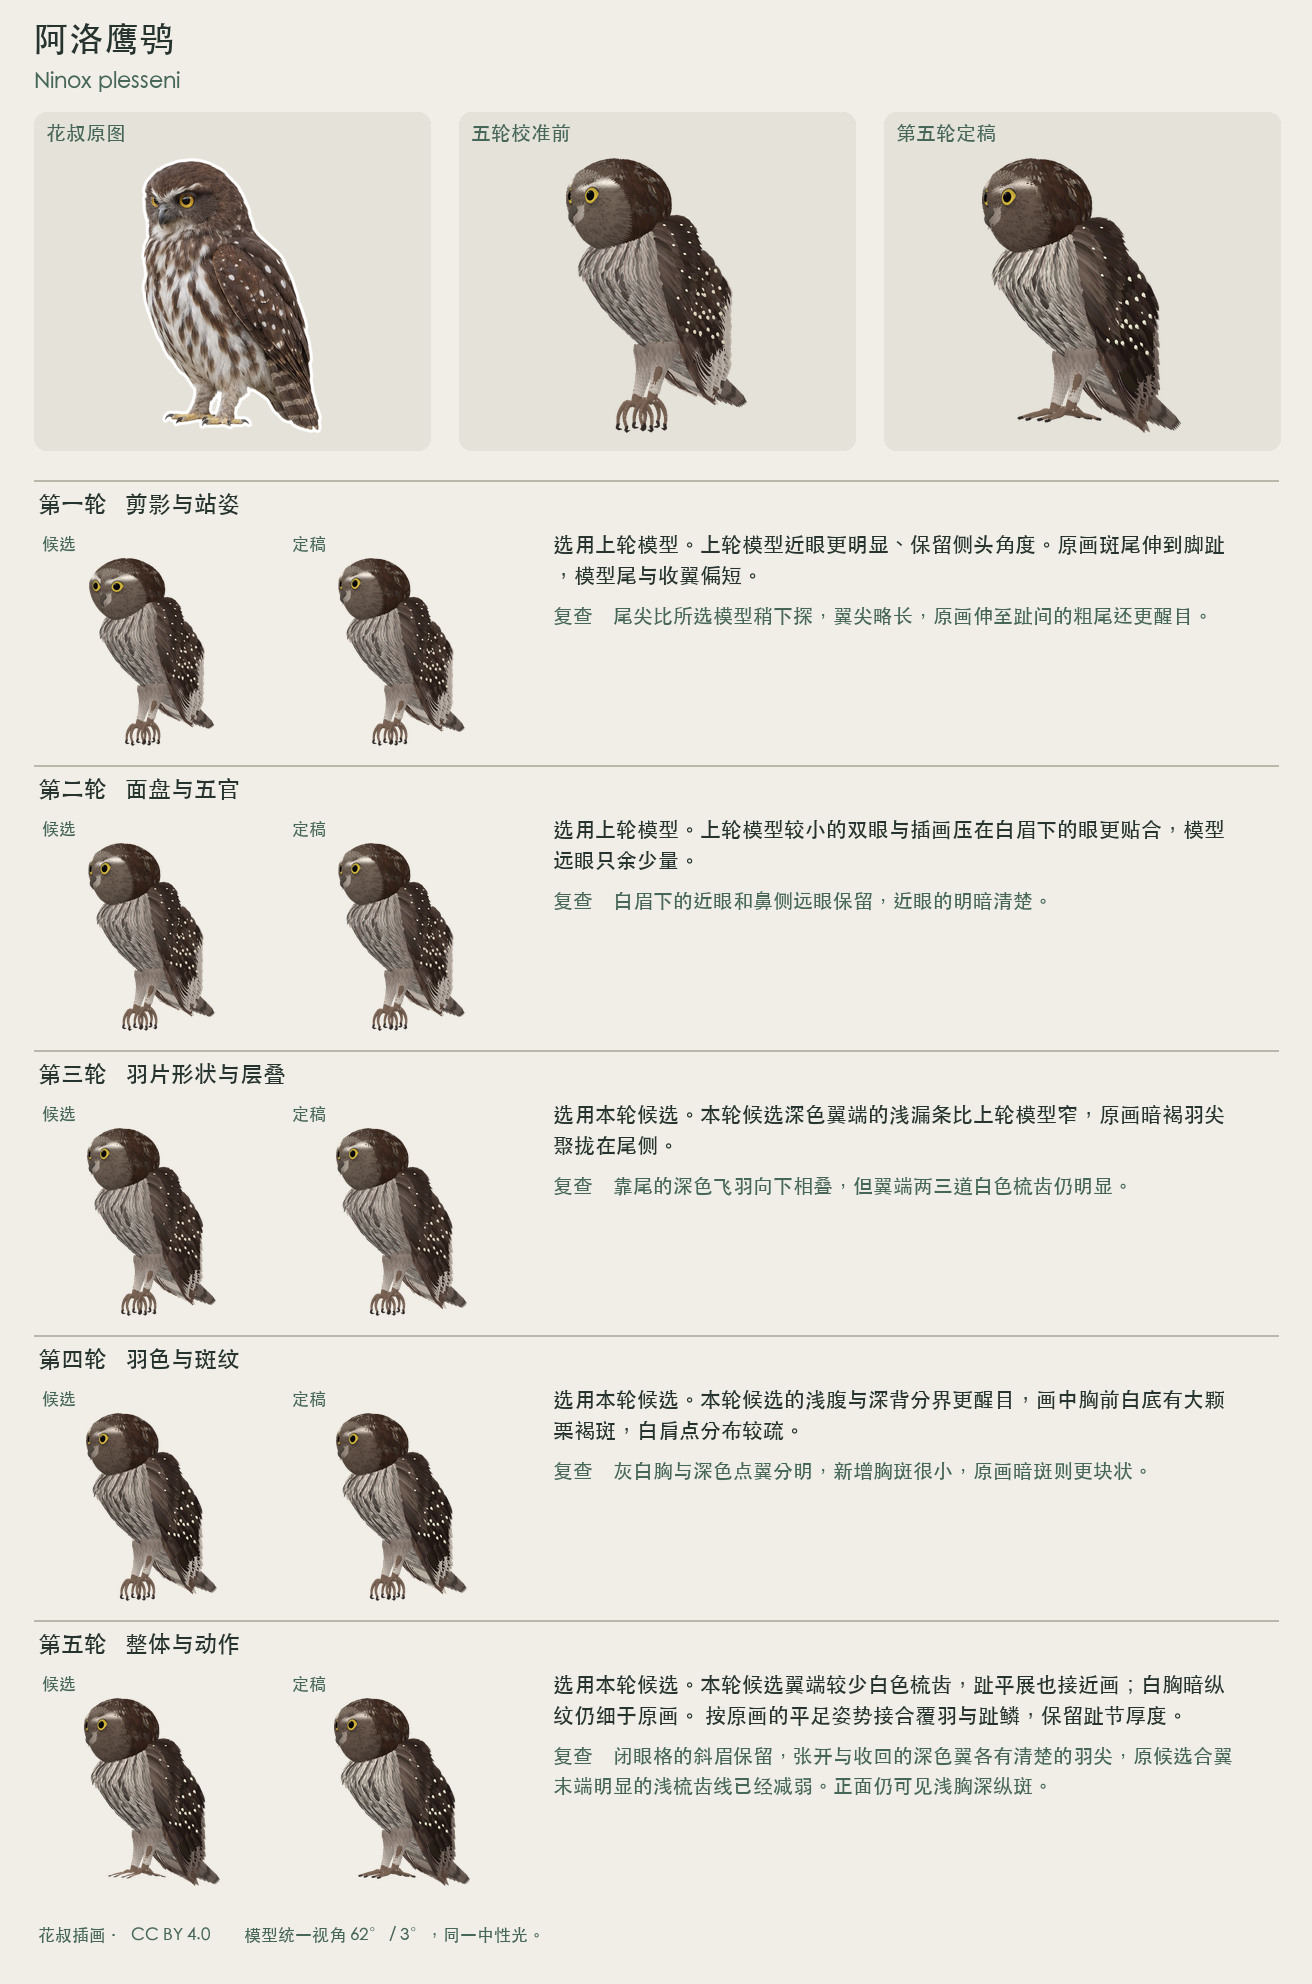 阿洛鹰鸮
Ninox plesseni
花叔原图
五轮校准前
第五轮定稿
第一轮 剪影与站姿
候选
定稿
选用上轮模型。上轮模型近眼更明显、保留侧头角度。原画斑尾伸到脚趾
，模型尾与收翼偏短。
复查 尾尖比所选模型稍下探，翼尖略长，原画伸至趾间的粗尾还更醒目。
第二轮 面盘与五官
候选
定稿
选用上轮模型。上轮模型较小的双眼与插画压在白眉下的眼更贴合，模型
远眼只余少量。
复查 白眉下的近眼和鼻侧远眼保留，近眼的明暗清楚。
第三轮 羽片形状与层叠
候选
定稿
选用本轮候选。本轮候选深色翼端的浅漏条比上轮模型窄，原画暗褐羽尖
聚拢在尾侧。
复查 靠尾的深色飞羽向下相叠，但翼端两三道白色梳齿仍明显。
第四轮 羽色与斑纹
候选
定稿
选用本轮候选。本轮候选的浅腹与深背分界更醒目，画中胸前白底有大颗
栗褐斑，白肩点分布较疏。
复查 灰白胸与深色点翼分明，新增胸斑很小，原画暗斑则更块状。
第五轮 整体与动作
候选
定稿
选用本轮候选。本轮候选翼端较少白色梳齿，趾平展也接近画；白胸暗纵
纹仍细于原画。 按原画的平足姿势接合覆羽与趾鳞，保留趾节厚度。
复查 闭眼格的斜眉保留，张开与收回的深色翼各有清楚的羽尖，原候选合翼
末端明显的浅梳齿线已经减弱。正面仍可见浅胸深纵斑。
花叔插画 · CC BY 4.0 模型统一视角 62° / 3° ，同一中性光。